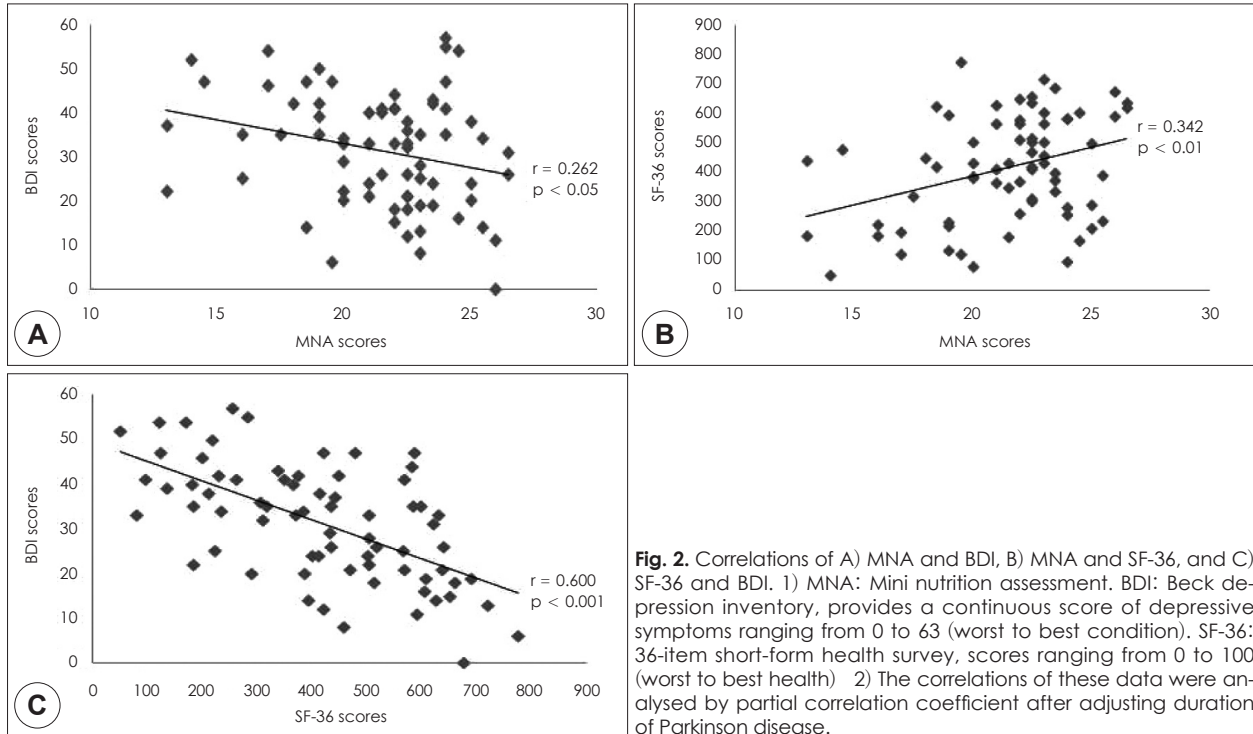 60
50
40
30
20
10
0
BDI scores
r = 0.262
p < 0.05
10 20 30
MNA scores
A
900
800
700
600
500
400
300
200
100
0
SF-36 scores
r = 0.342
p < 0.01
10 15 20 25 30
MNA scores
B
60
50
40
30
20
10
0
BDI scores
r = 0.600
p < 0.001
0 100 200 300 400 500 600 700 800 900
SF-36 scores
C
Fig. 2. Correlations of A) MNA and BDI, B) MNA and SF-36, and C)
SF-36 and BDI. 1) MNA: Mini nutrition assessment. BDI: Beck de-
pression inventory, provides a continuous score of depressive
symptoms ranging from 0 to 63 (worst to best condition). SF-36:
36-item short-form health survey, scores ranging from 0 to 100
(worst to best health) 2) The correlations of these data were an-
alysed by partial correlation coefficient after adjusting duration
of Parkinson disease.